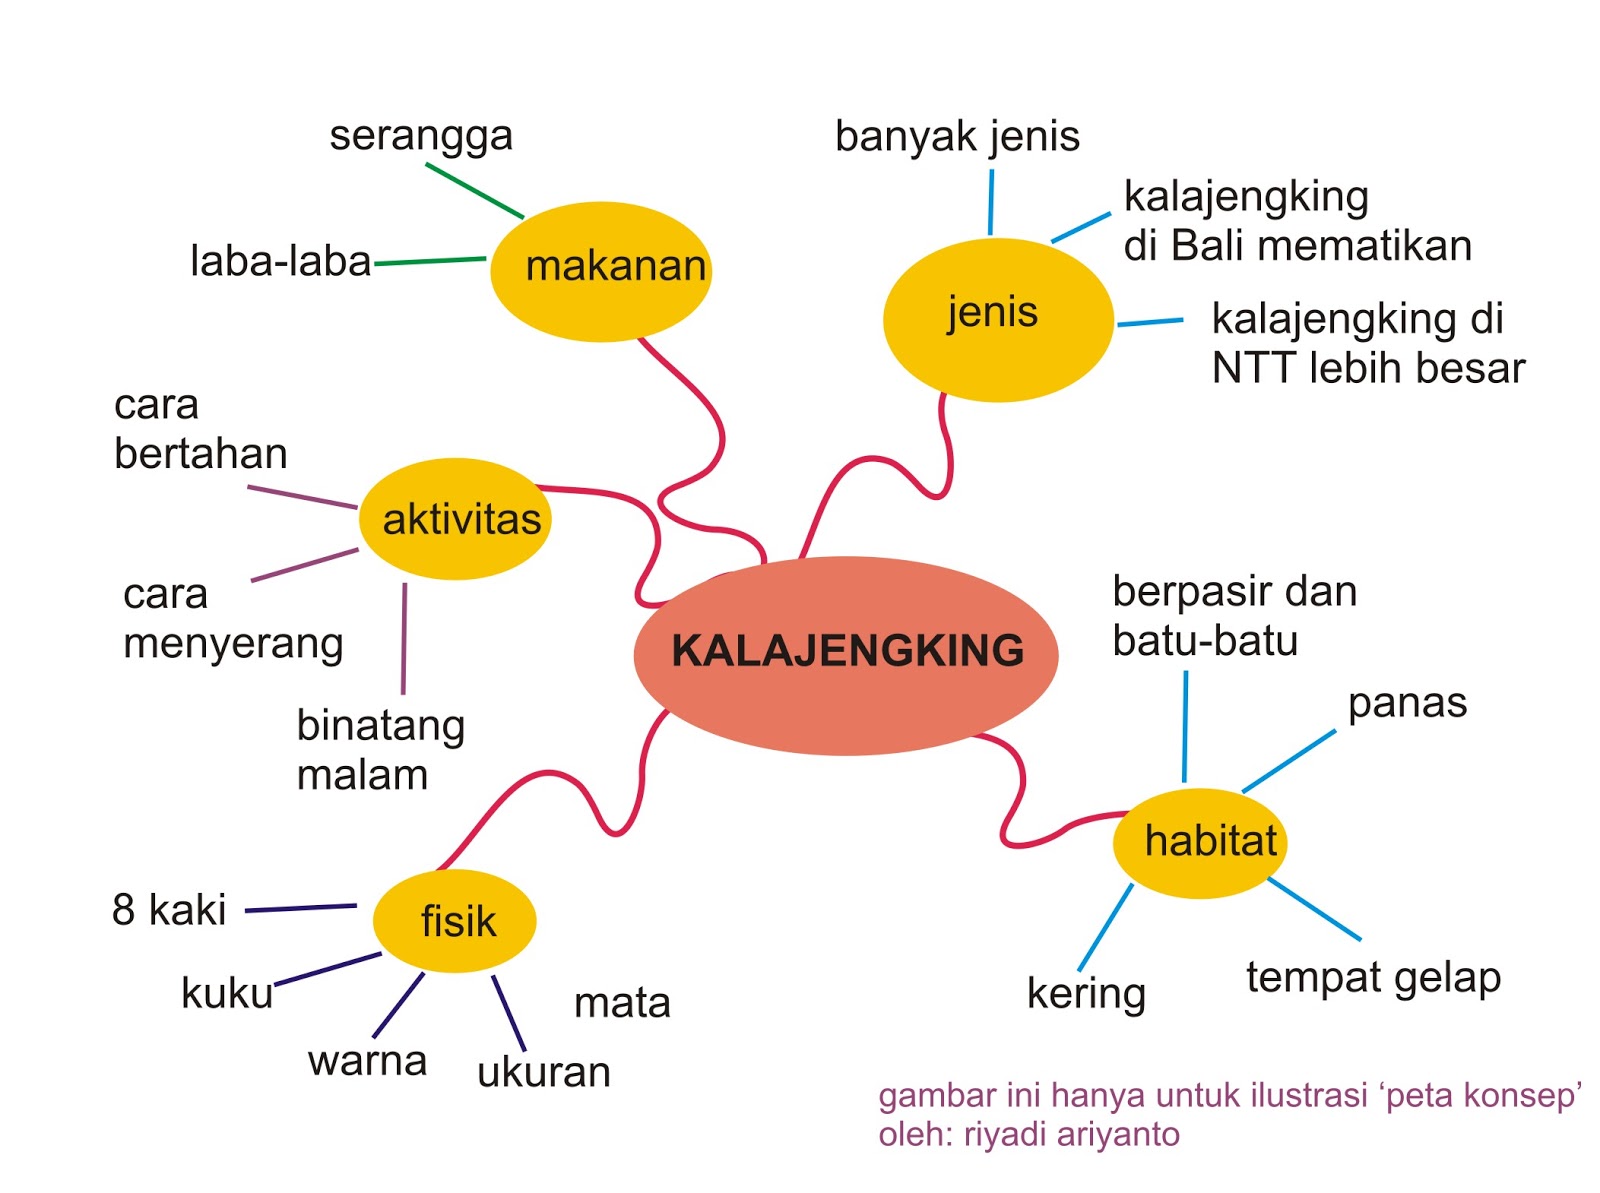 serangga
laba-laba
makanan
banyak jenis
kalajengking
di Bali mematikan
jenis
kalajengking di
NTT lebih besar
cara
bertahan
aktivitas
cara
menyerang
binatang
malam
KALAJENGKING
berpasir dan
batu-batu
panas
habitat
kering
tempat gelap
8 kaki
fisik
kuku
warna
ukuran
mata
gambar ini hanya untuk ilustrasi ‘peta konsep’
oleh: riyadi ariyanto